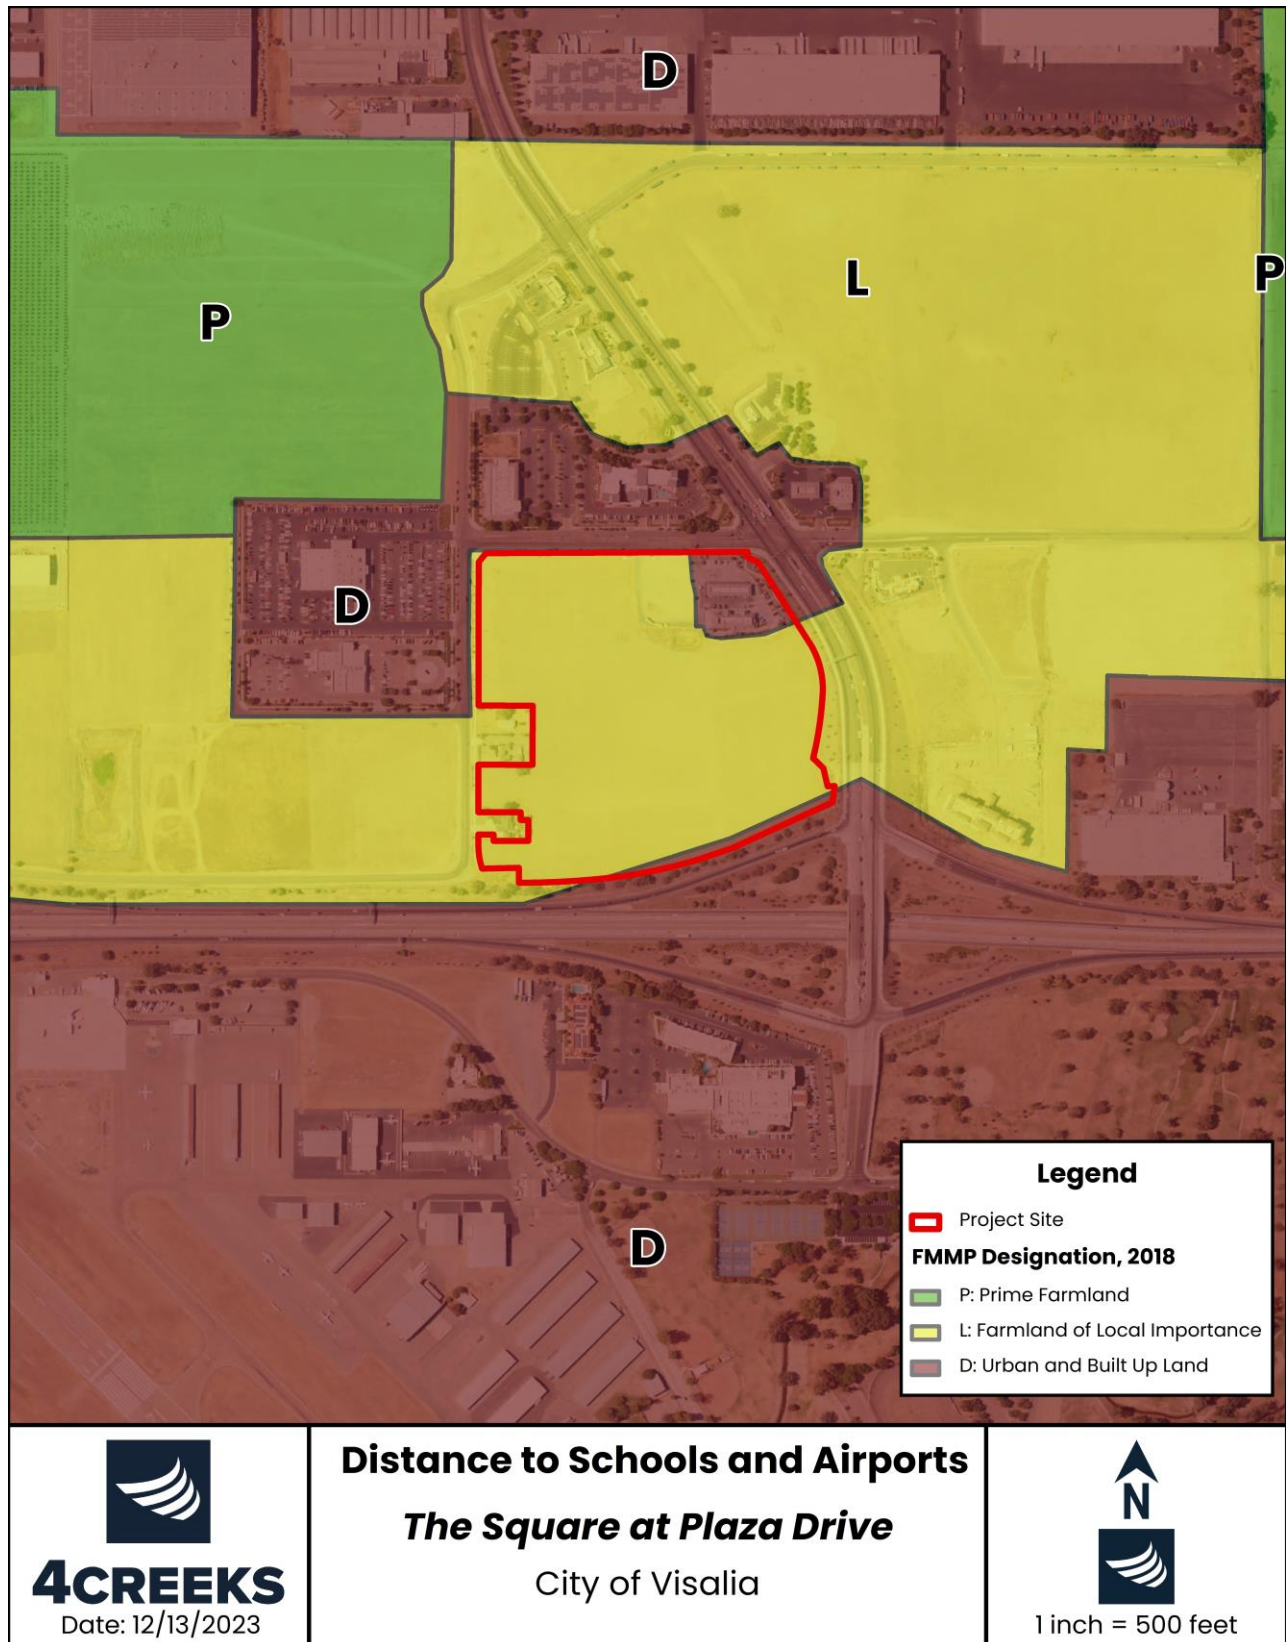 D
P
L
P
D
D
Legend
Project Site
FMMP Designation, 2018
P: Prime Farmland
L: Farmland of Local Importance
D: Urban and Built Up Land
4CREEKS
Date: 12/13/2023
Distance to Schools and Airports
The Square at Plaza Drive
City of Visalia
N
1 inch = 500 feet